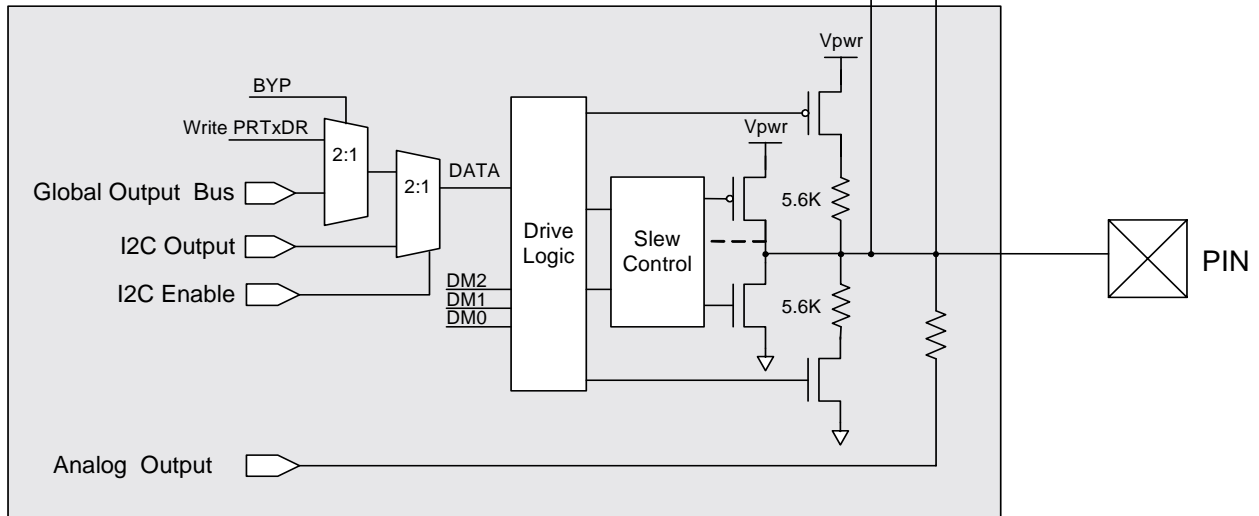 Vpwr
BYP
Write PRTxDR
2:1
Vpwr
2:1
DATA
Global Output Bus
5.6K
Drive
Logic
Slew
Control
I2C Output
PIN
I2C Enable
DM2
DM1
DM0
5.6K
Analog Output